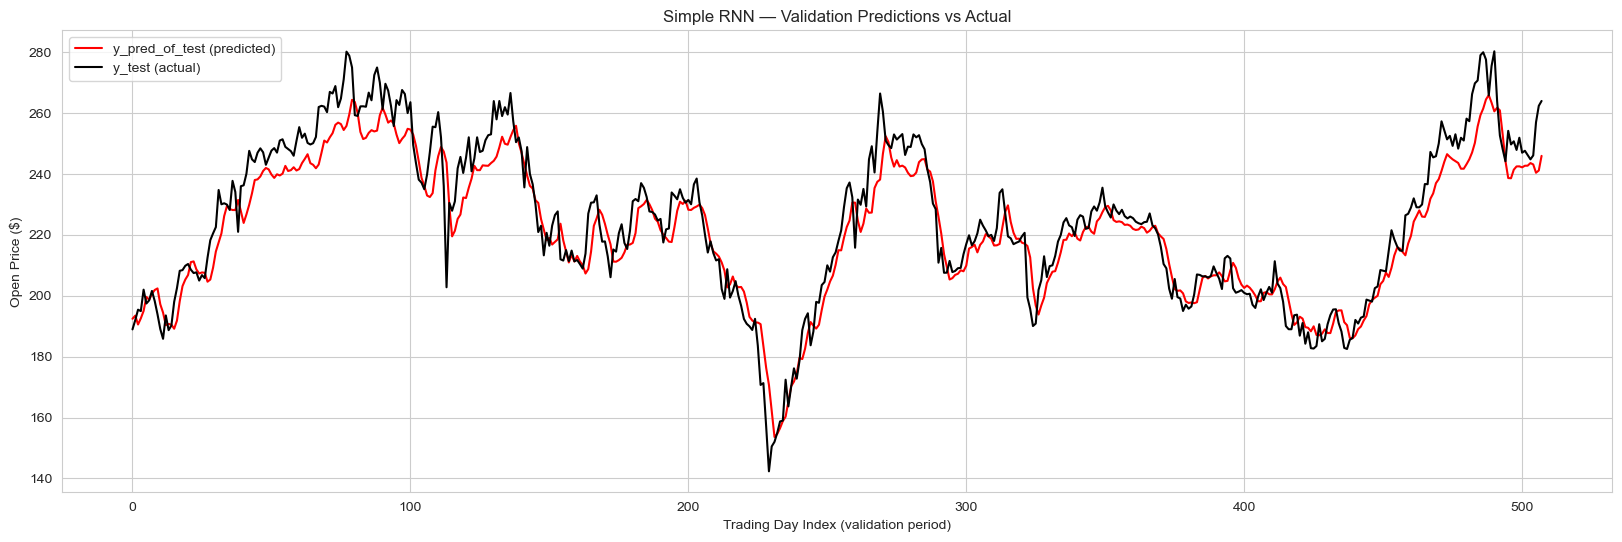 Simple RNN — Validation Predictions vs Actual
y_pred_of_test (predicted)
y_test (actual)
Open Price ($)
280
260
240
220
200
180
160
140
0 100 200 300 400 500
Trading Day Index (validation period)